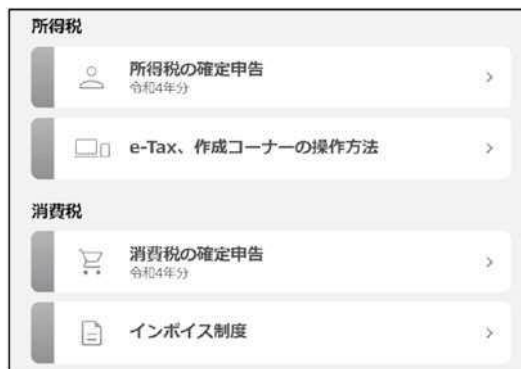 所得税
所得税の確定申告
令和4年分
e-Tax、作成コーナーの操作方法
消費税
消費税の確定申告
令和4年分
インボイス制度